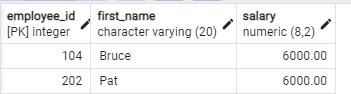 employee_id first_name salary
[PK] integer character varying (20) numeric (8,2)
104 Bruce 6000.00
202 Pat 6000.00